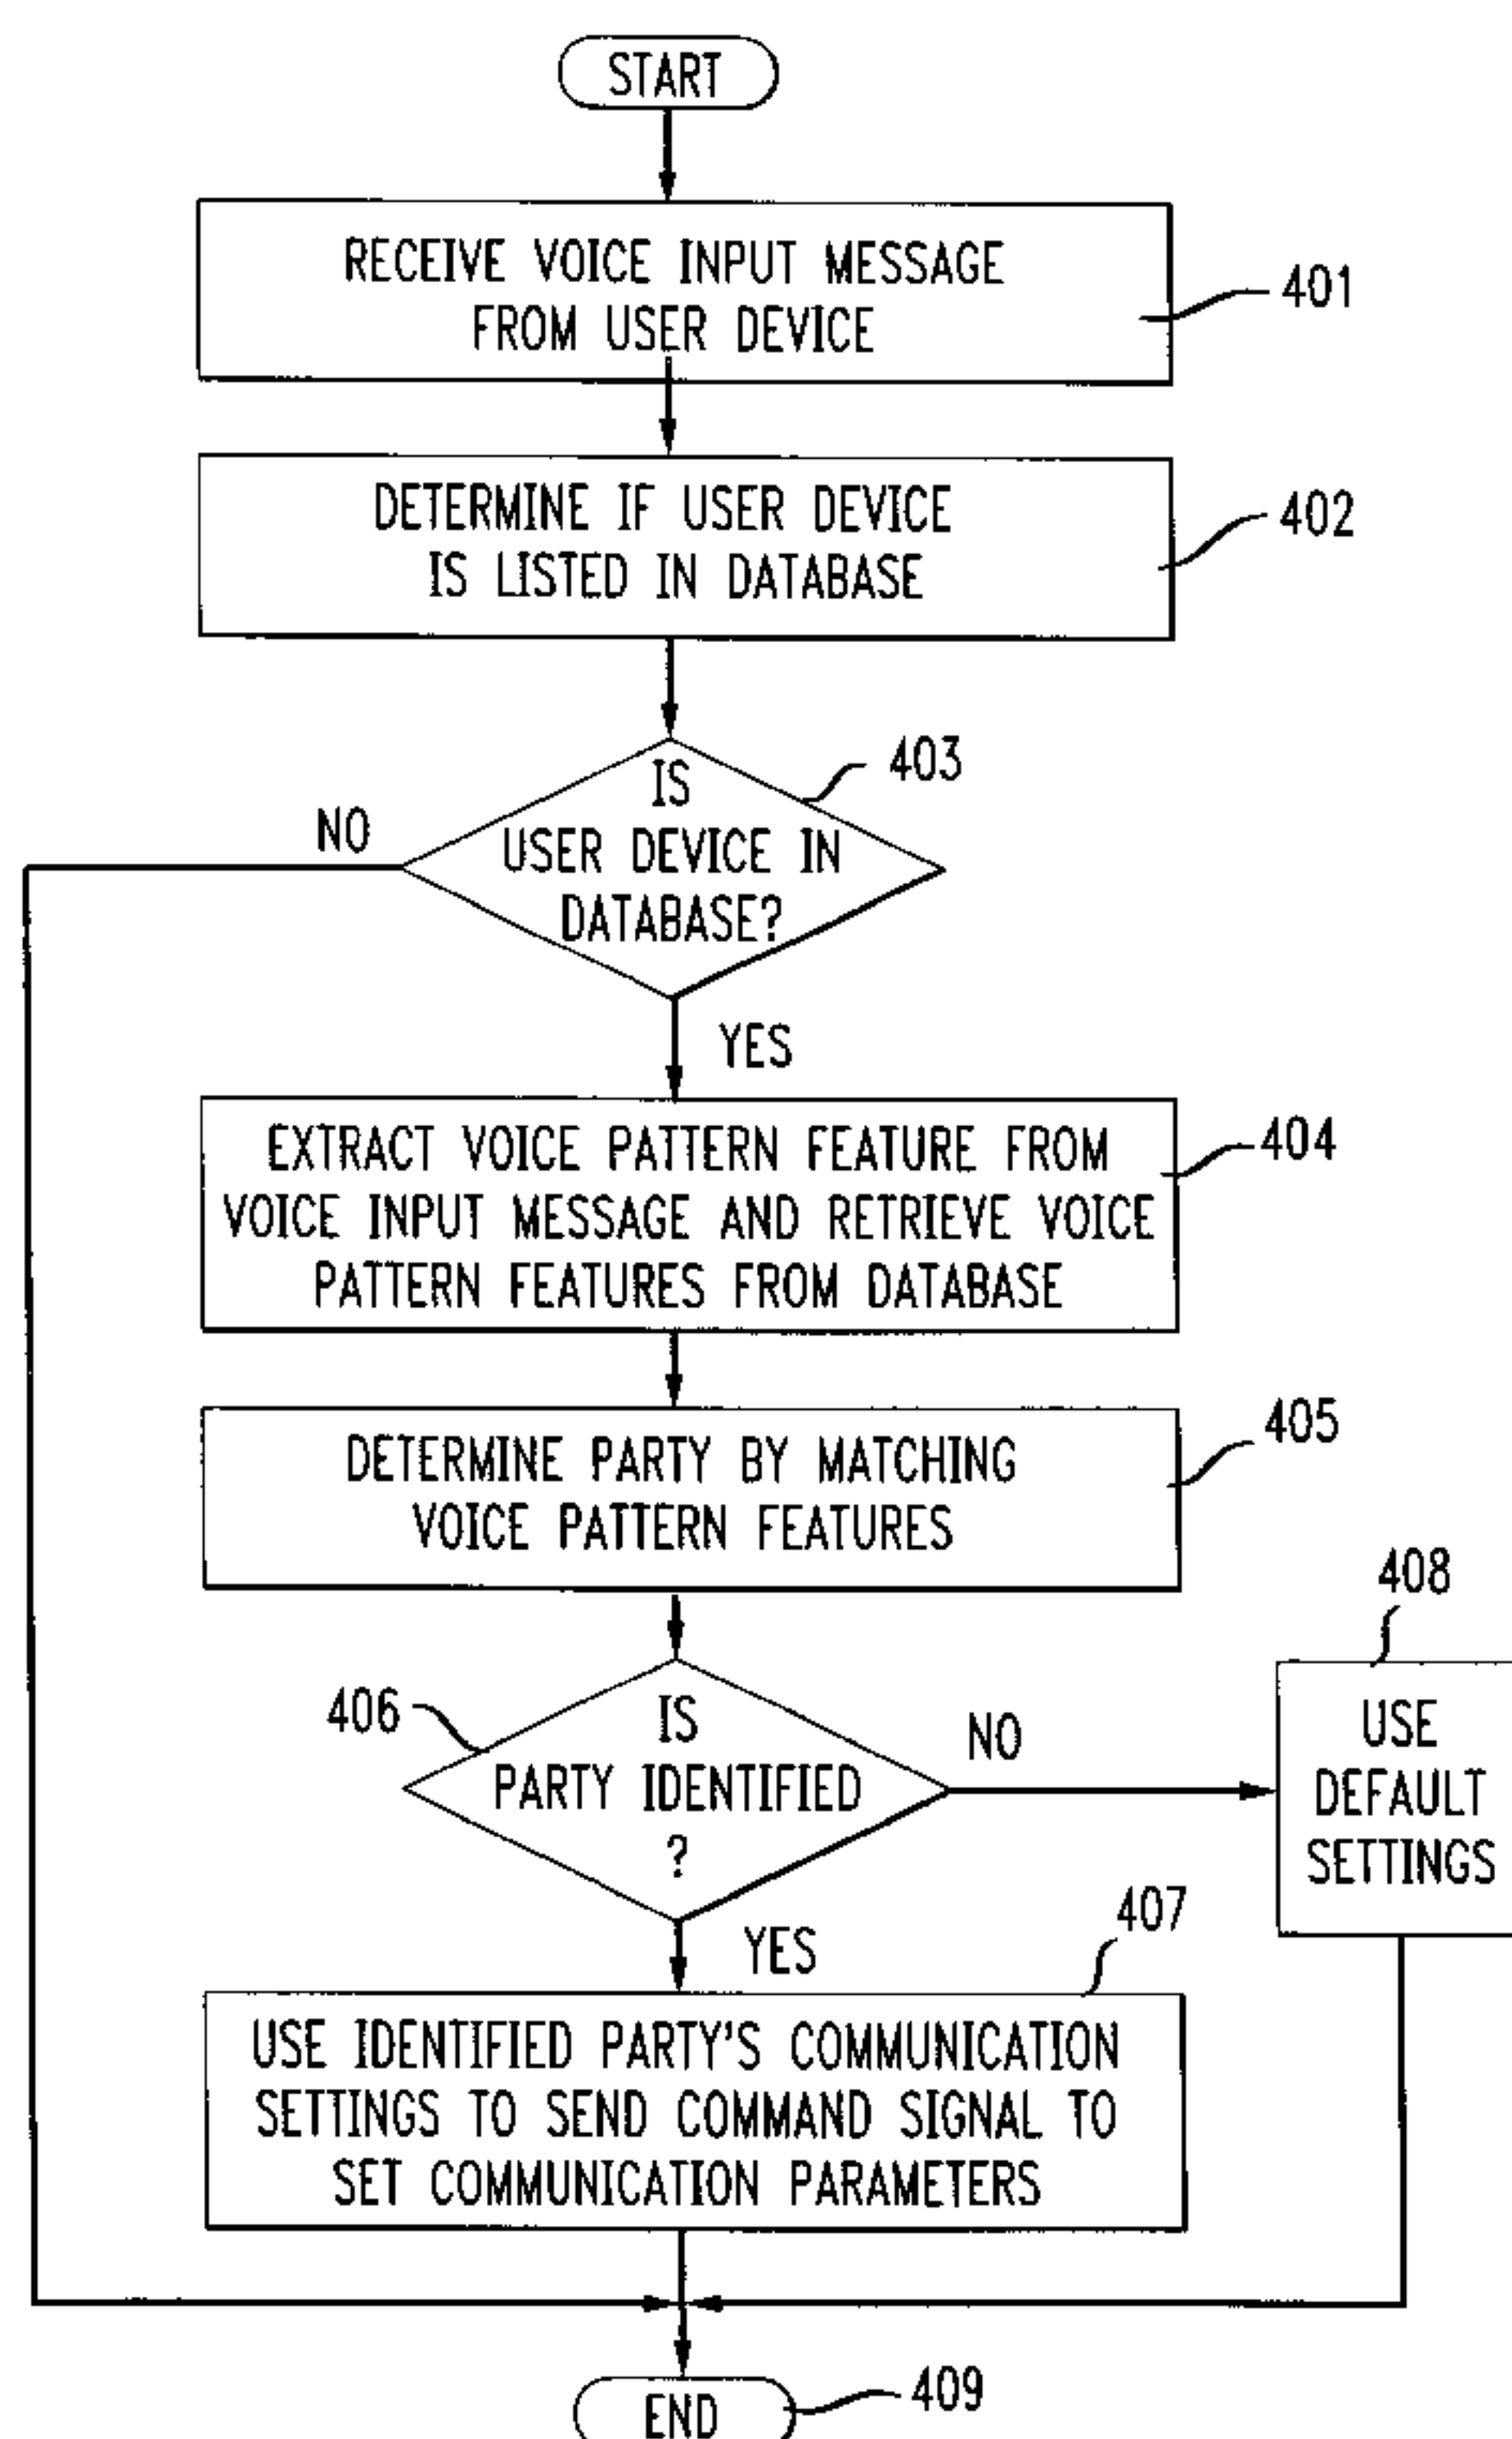 START
RECEIVE VOICE INPUT MESSAGE
FROM USER DEVICE
401
DETERMINE IF USER DEVICE
IS LISTED IN DATABASE
402
403
IS
USER DEVICE IN
DATABASE?
NO
YES
EXTRACT VOICE PATTERN FEATURE FROM
VOICE INPUT MESSAGE AND RETRIEVE VOICE
PATTERN FEATURES FROM DATABASE
404
DETERMINE PARTY BY MATCHING
VOICE PATTERN FEATURES
405
406
IS
PARTY IDENTIFIED
?
NO
408
USE
DEFAULT
SETTINGS
YES
407
USE IDENTIFIED PARTY'S COMMUNICATION
SETTINGS TO SEND COMMAND SIGNAL TO
SET COMMUNICATION PARAMETERS
END
409